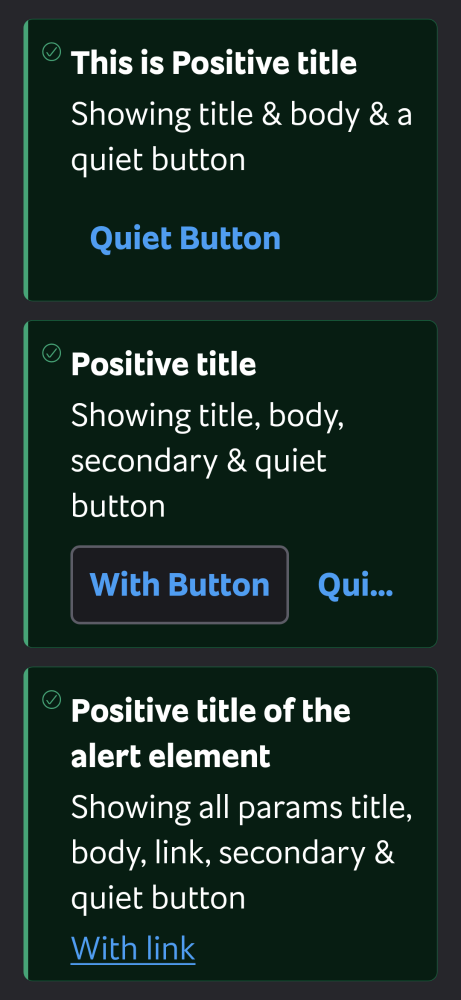 This is Positive title
Showing title & body & a
quiet button
Quiet Button
Positive title
Showing title, body,
secondary & quiet
button
With Button
Qui...
Positive title of the
alert element
Showing all params title,
body, link, secondary &
quiet button
With link